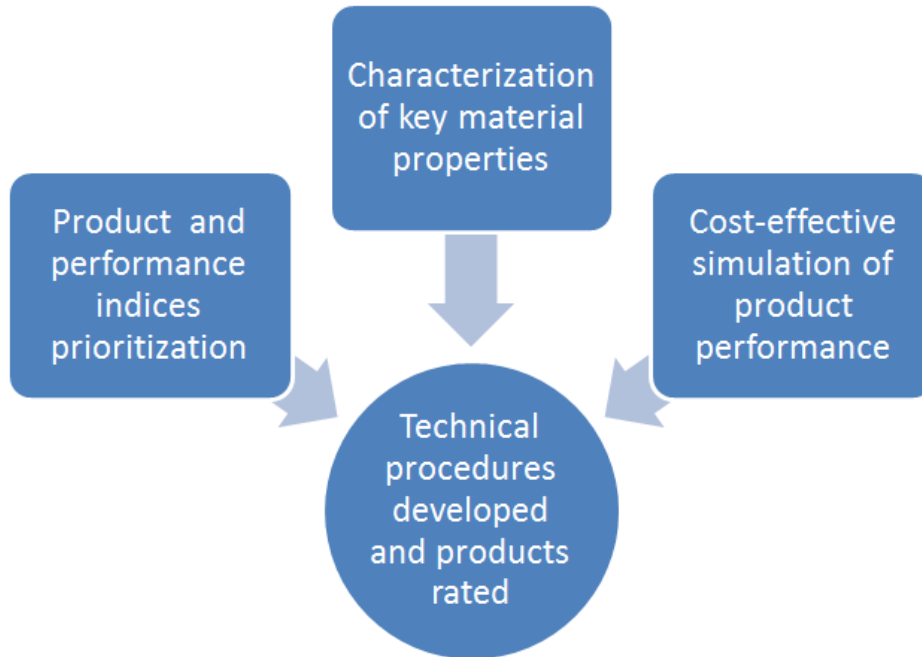 Characterization
of key material
properties
Product and
performance
indices
prioritization
Cost-effective
simulation of
product
performance
Technical
procedures
developed
and products
rated